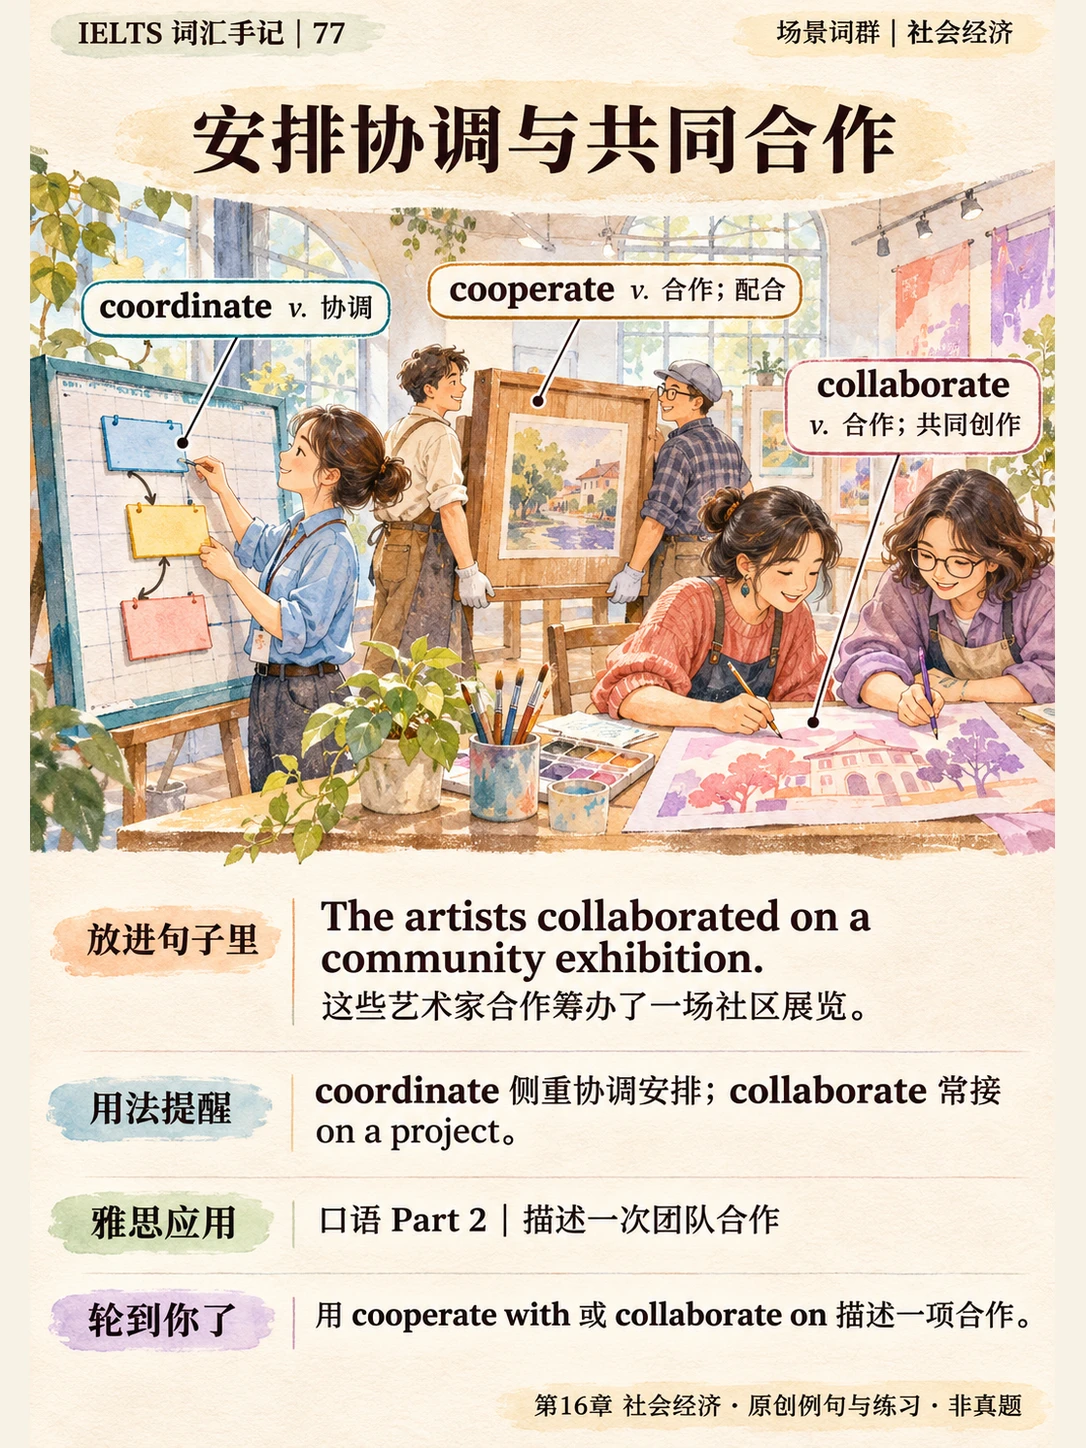 IELTS 词汇手记 | 77
场景词群 | 社会经济
安排协调与共同合作
coordinate v. 协调
cooperate v. 合作；配合
collaborate
v. 合作；共同创作
放进句子里
The artists collaborated on a
community exhibition.
这些艺术家合作筹办了一场社区展览。
用法提醒
coordinate 侧重协调安排；collaborate 常接
on a project。
雅思应用
口语 Part 2 | 描述一次团队合作
轮到你了
用 cooperate with 或 collaborate on 描述一项合作。
第16章 社会经济 · 原创例句与练习 · 非真题